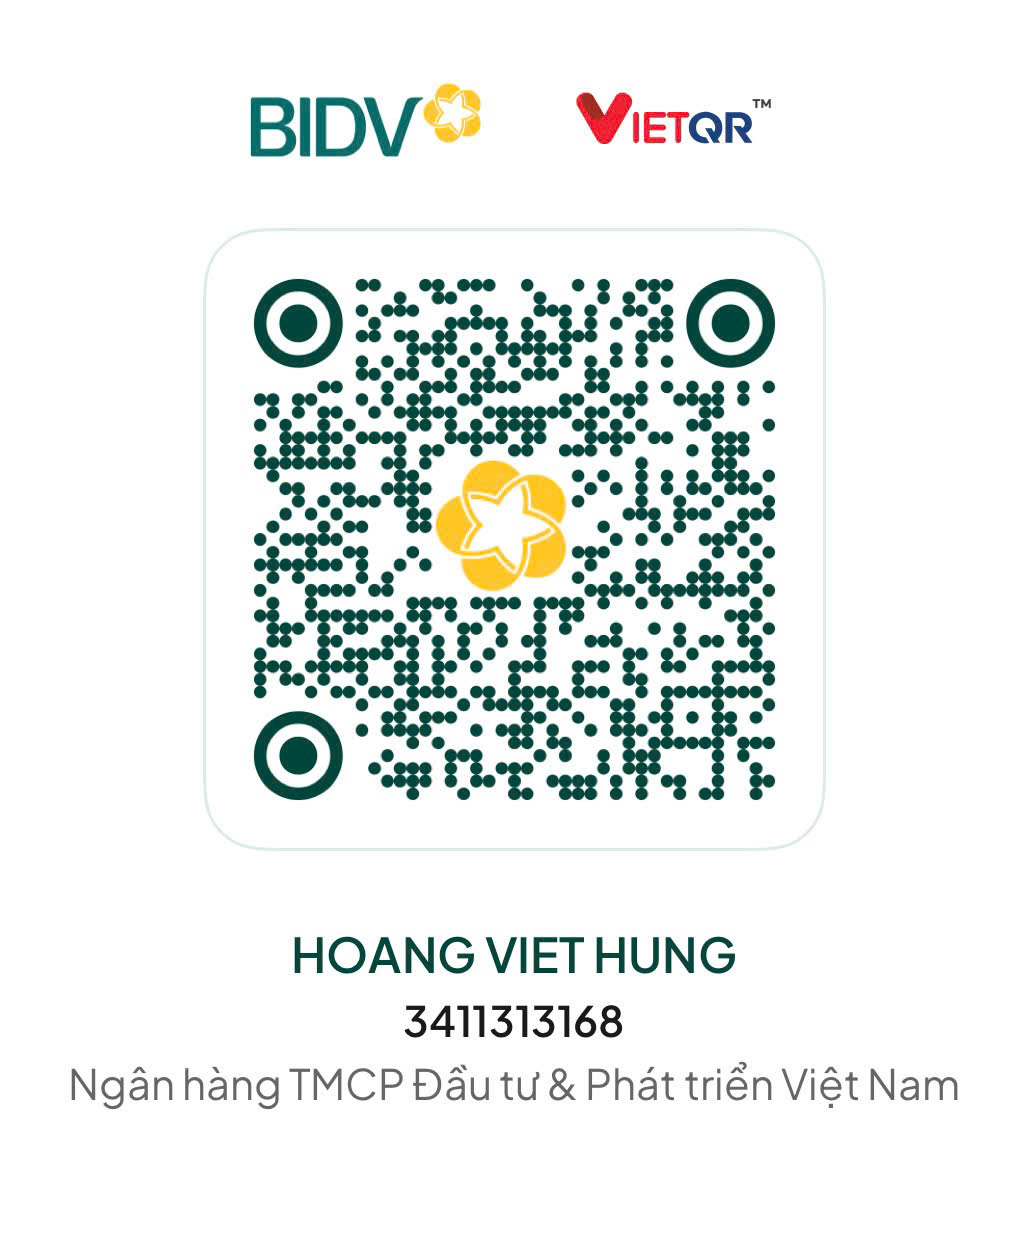 BIDV
VIETQR™
HOANG VIET HUNG
3411313168
Ngân hàng TMCP Đầu tư & Phát triển Việt Nam